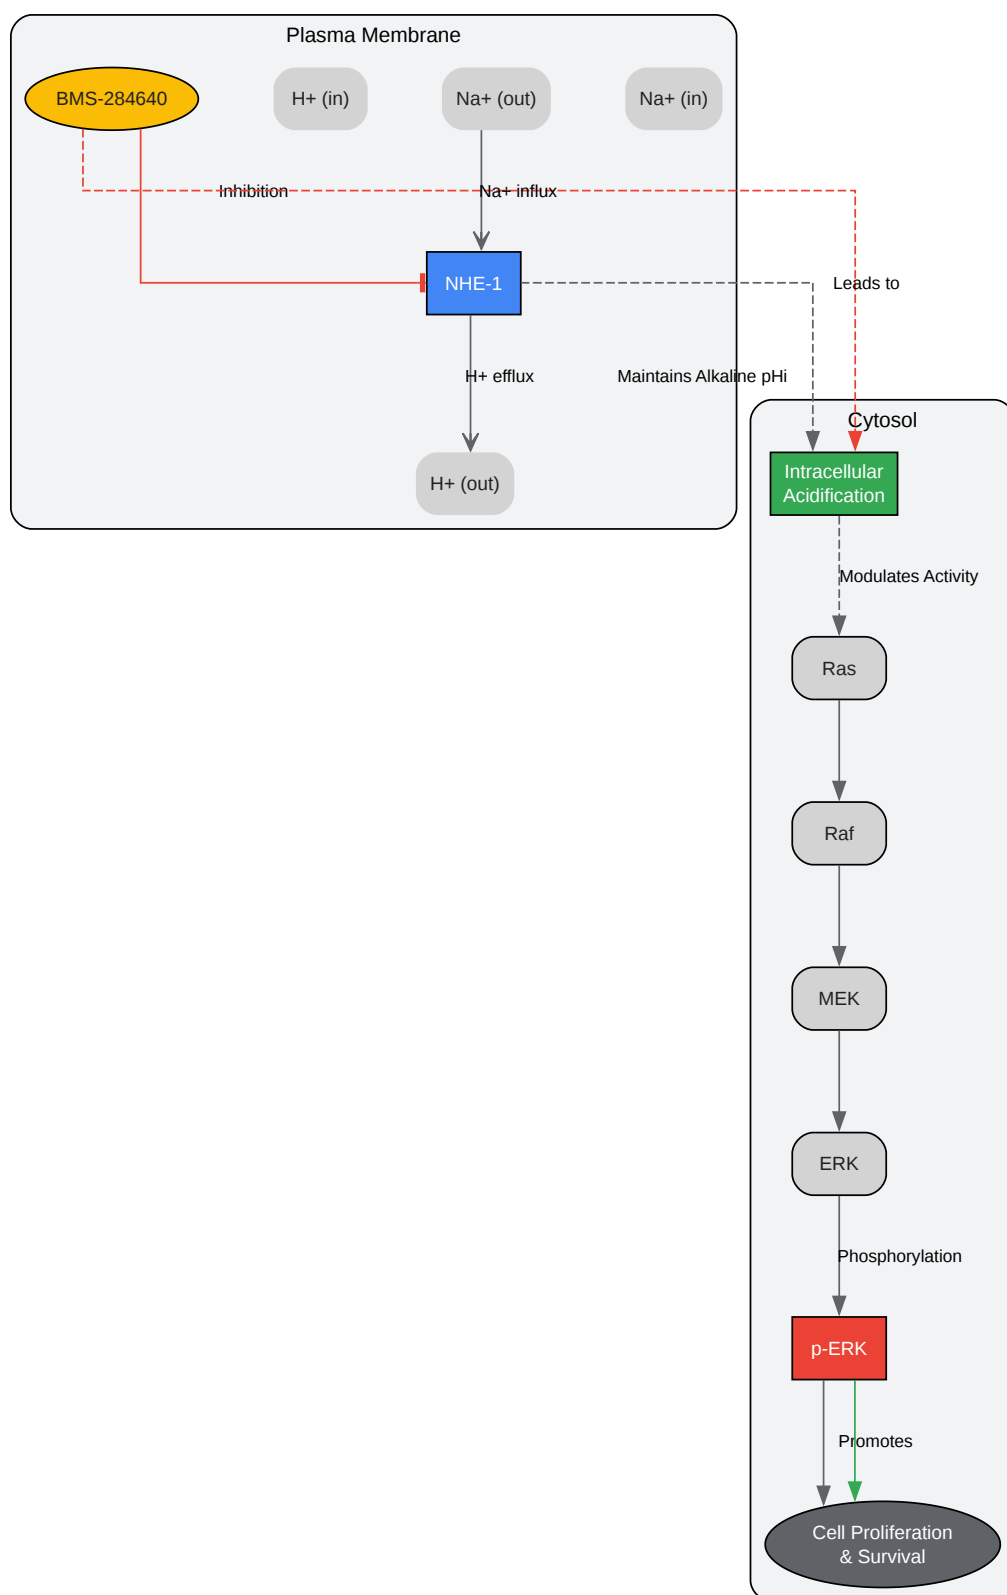 Plasma Membrane
BMS-284640
H+ (in)
Na+ (out)
Na+ (in)
Inhibition
Na+ influx
NHE-1
Leads to
H+ efflux
Maintains Alkaline pHi
Cytosol
Intracellular
Acidification
H+ (out)
Modulates Activity
Ras
Raf
MEK
ERK
Phosphorylation
p-ERK
Promotes
Cell Proliferation
& Survival